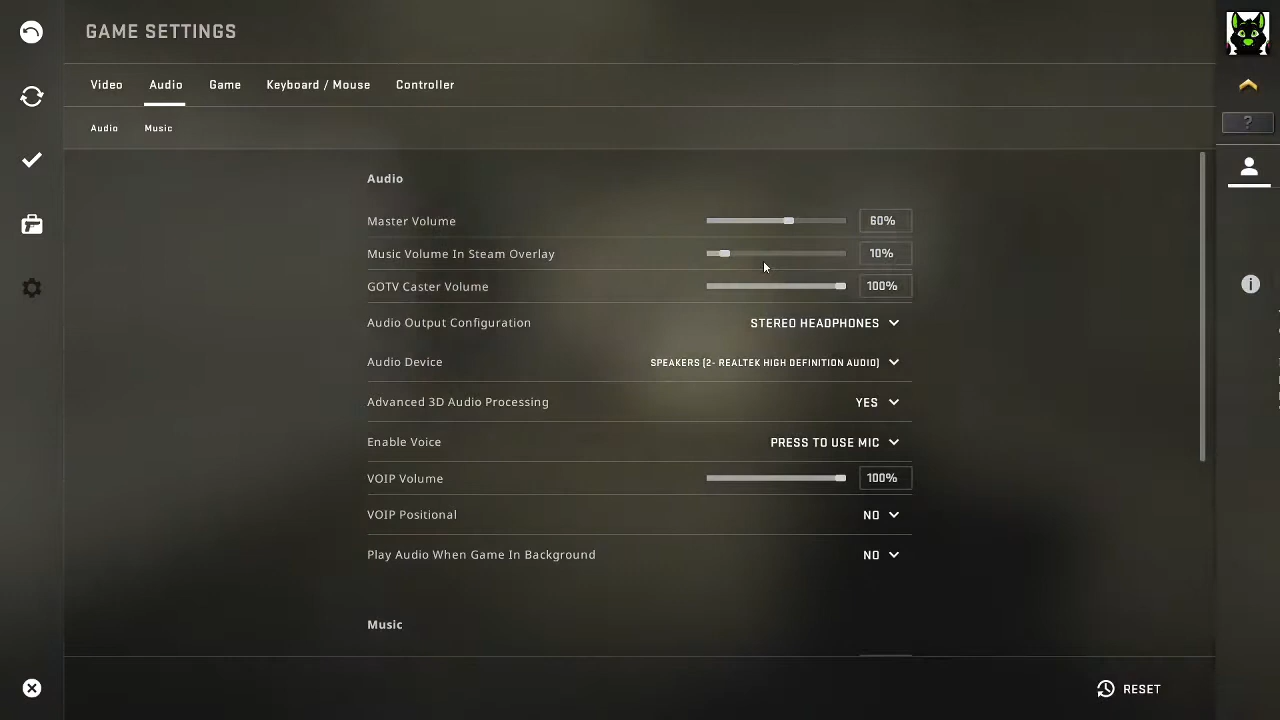 GAME SETTINGS
Video Audio Game Keyboard / Mouse Controller
Audio Music
?
Audio
Master Volume 60%
Music Volume In Steam Overlay 10%
GOTV Caster Volume 100%
Audio Output Configuration STEREO HEADPHONES
Audio Device SPEAKERS (2- REALTEK HIGH DEFINITION AUDIO)
Advanced 3D Audio Processing YES
Enable Voice PRESS TO USE MIC
VOIP Volume 100%
VOIP Positional NO
Play Audio When Game In Background NO
Music
RESET